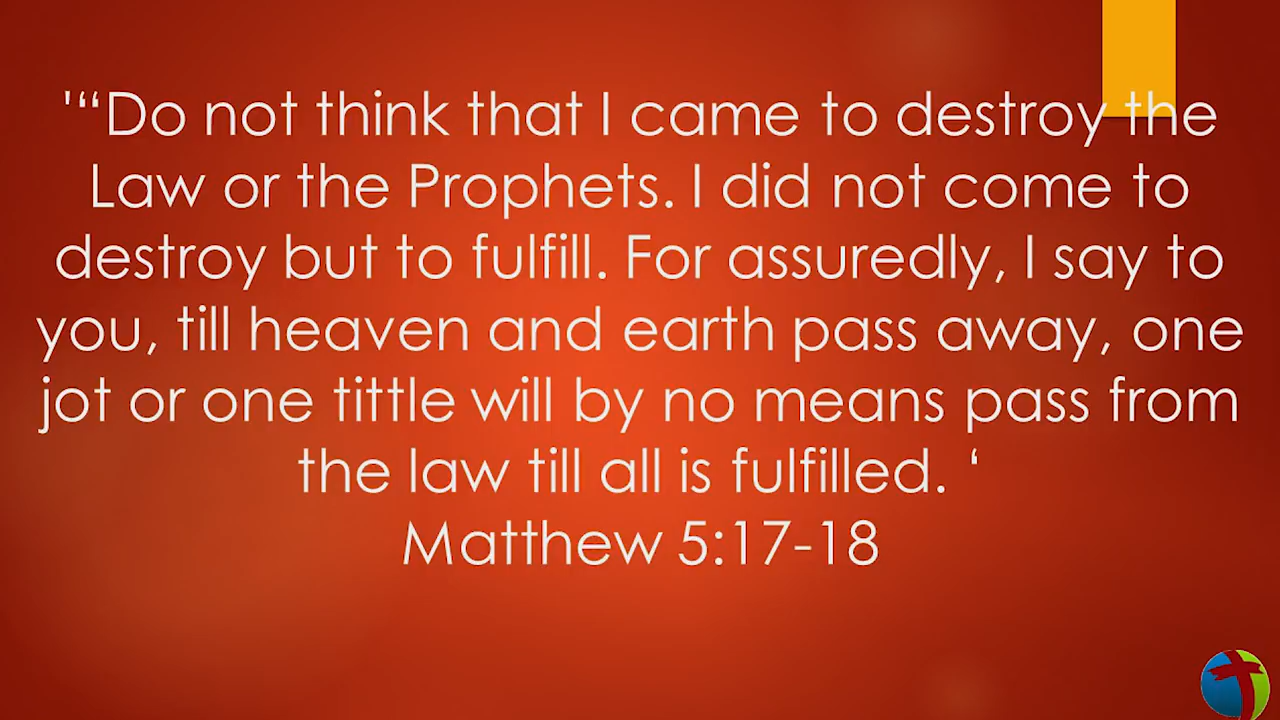 '“Do not think that I came to destroy the
Law or the Prophets. I did not come to
destroy but to fulfill. For assuredly, I say to
you, till heaven and earth pass away, one
jot or one tittle will by no means pass from
the law till all is fulfilled. ‘
Matthew 5:17-18